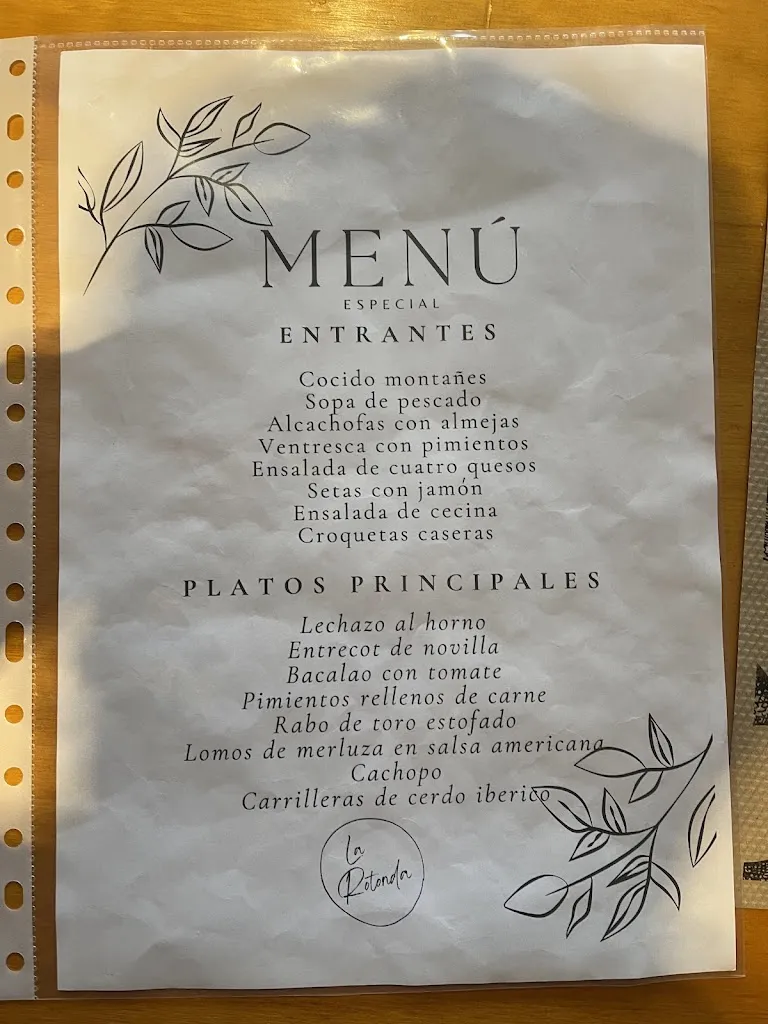 MENÚ
ESPECIAL
ENTRANTES
Cocido montañes
Sopa de pescado
Alcachofas con almejas
Ventresca con pimientos
Ensalada de cuatro quesos
Setas con jamón
Ensalada de cecina
Croquetas caseras
PLATOS PRINCIPALES
Lechazo al horno
Entrecot de novilla
Bacalao con tomate
Pimientos rellenos de carne
Rabo de toro estofado
Lomos de merluza en salsa americana
Cachopo
Carrilleras de cerdo iberico
La
Rotonda